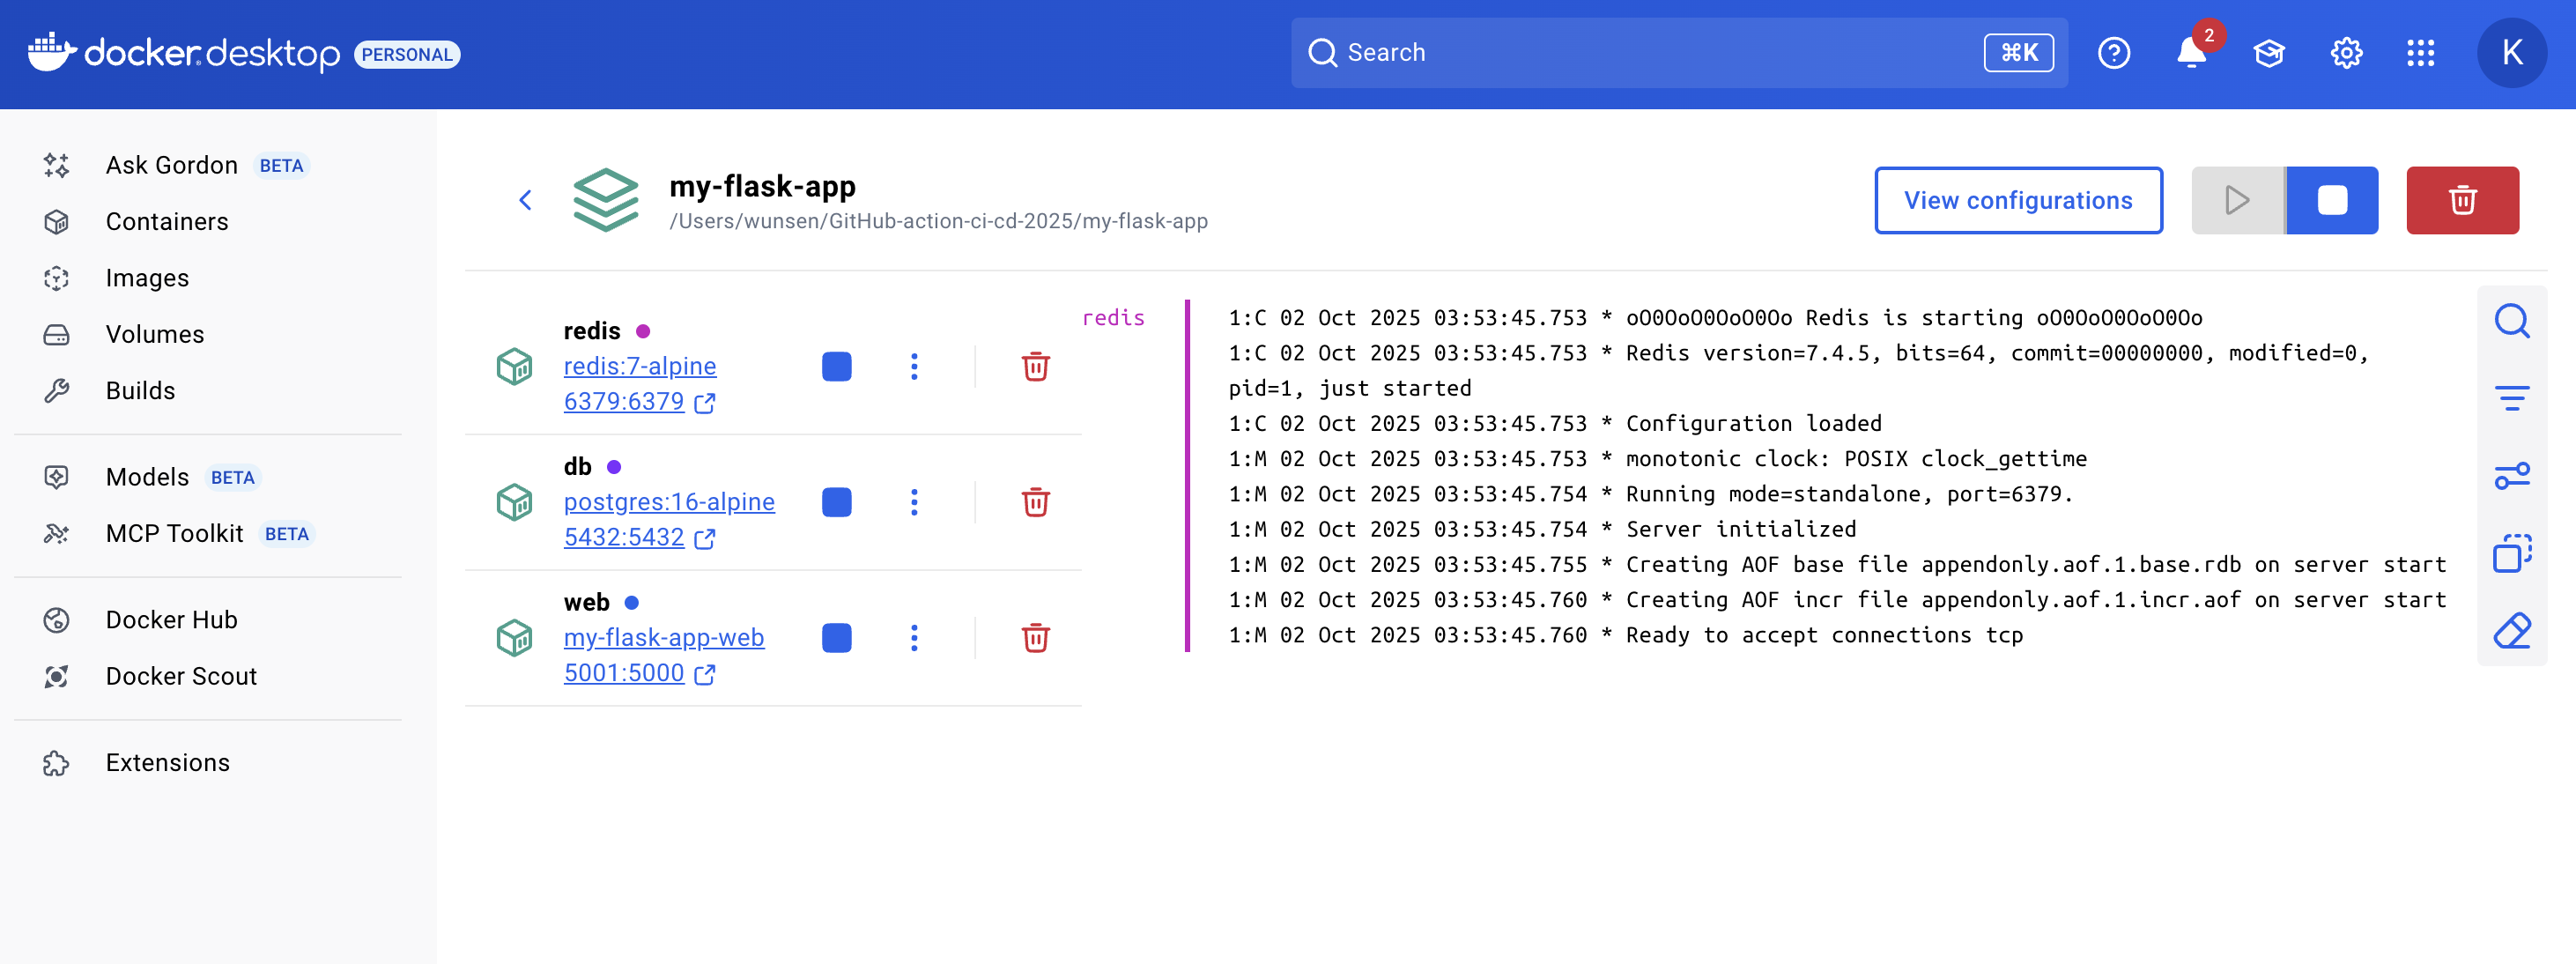 docker desktop PERSONAL
Search
⌘K
2
K
Ask Gordon BETA
Containers
Images
Volumes
Builds
Models BETA
MCP Toolkit BETA
Docker Hub
Docker Scout
Extensions
my-flask-app
/Users/wunsen/GitHub-action-ci-cd-2025/my-flask-app
View configurations
redis
redis:7-alpine
6379:6379
db
postgres:16-alpine
5432:5432
web
my-flask-app-web
5001:5000
redis
1:C 02 Oct 2025 03:53:45.753 * oO0OoO0OoO0Oo Redis is starting oO0OoO0OoO0Oo
1:C 02 Oct 2025 03:53:45.753 * Redis version=7.4.5, bits=64, commit=00000000, modified=0,
pid=1, just started
1:C 02 Oct 2025 03:53:45.753 * Configuration loaded
1:M 02 Oct 2025 03:53:45.753 * monotonic clock: POSIX clock_gettime
1:M 02 Oct 2025 03:53:45.754 * Running mode=standalone, port=6379.
1:M 02 Oct 2025 03:53:45.754 * Server initialized
1:M 02 Oct 2025 03:53:45.755 * Creating AOF base file appendonly.aof.1.base.rdb on server start
1:M 02 Oct 2025 03:53:45.760 * Creating AOF incr file appendonly.aof.1.incr.aof on server start
1:M 02 Oct 2025 03:53:45.760 * Ready to accept connections tcp